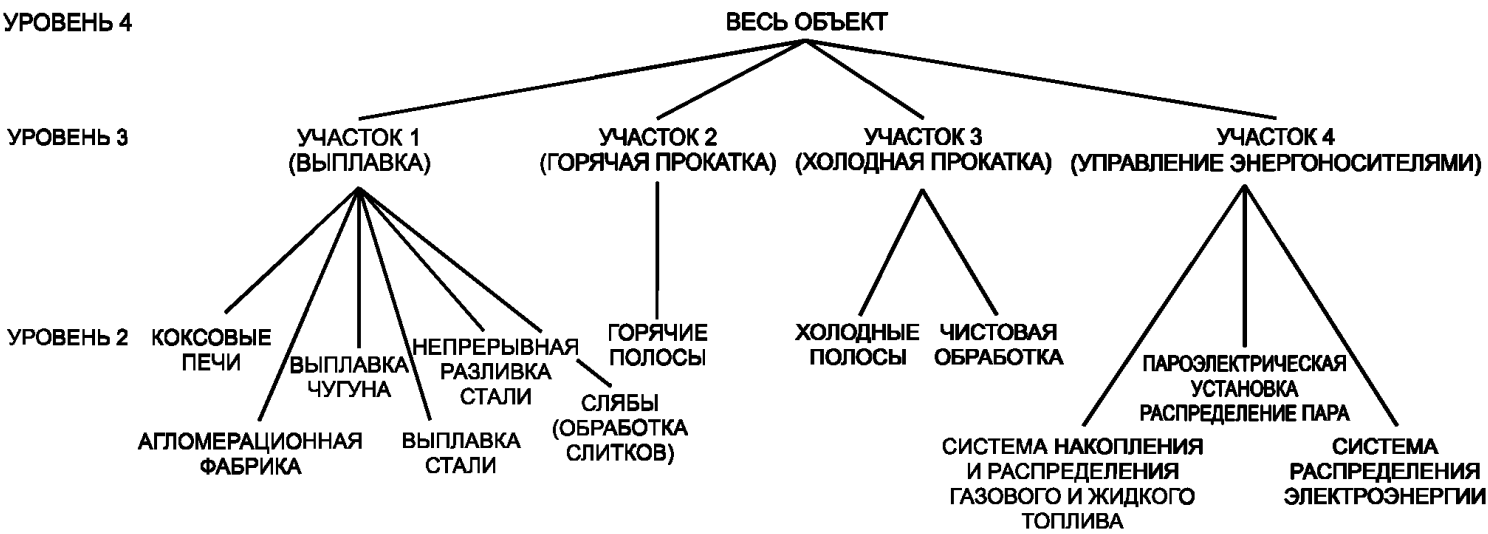 УРОВЕНЬ 4
ВЕСЬ ОБЪЕКТ
УРОВЕНЬ 3
УЧАСТОК 1
(ВЫПЛАВКА)
УЧАСТОК 2
(ГОРЯЧАЯ ПРОКАТКА)
УЧАСТОК 3
(ХОЛОДНАЯ ПРОКАТКА)
УЧАСТОК 4
(УПРАВЛЕНИЕ ЭНЕРГОНОСИТЕЛЯМИ)
УРОВЕНЬ 2
КОКСОВЫЕ
ПЕЧИ
АГЛОМЕРАЦИОННАЯ
ФАБРИКА
ВЫПЛАВКА
ЧУГУНА
ВЫПЛАВКА
СТАЛИ
НЕПРЕРЫВНАЯ
РАЗЛИВКА
СТАЛИ
СЛЯБЫ
(ОБРАБОТКА
СЛИТКОВ)
ГОРЯЧИЕ
ПОЛОСЫ
ХОЛОДНЫЕ
ПОЛОСЫ
ЧИСТОВАЯ
ОБРАБОТКА
СИСТЕМА НАКОПЛЕНИЯ
И РАСПРЕДЕЛЕНИЯ
ГАЗОВОГО И ЖИДКОГО
ТОПЛИВА
ПАРОЭЛЕКТРИЧЕСКАЯ
УСТАНОВКА
РАСПРЕДЕЛЕНИЕ ПАРА
СИСТЕМА
РАСПРЕДЕЛЕНИЯ
ЭЛЕКТРОЭНЕРГИИ